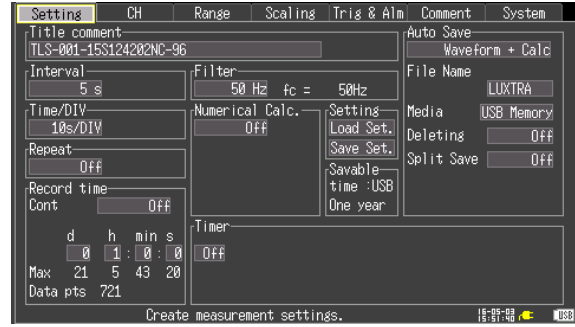 Setting CH Range Scaling Trig & Alm Comment System
Title comment
TLS-001-15S124202NC-96
Auto Save
Waveform + Calc
Interval
5 s
Filter
50 Hz fc = 50Hz
File Name
LUXTRA
Time/DIV
10s/DIV
Numerical Calc.
Off
Setting
Load Set.
Save Set.
Media USB Memory
Deleting Off
Split Save Off
Repeat
Off
Savable
time :USB
One year
Record time
Cont Off
d h min s
0 1 : 0 : 0
Max 21 5 43 20
Data pts 721
Timer
Off
Create measurement settings.
15:51:40
USB